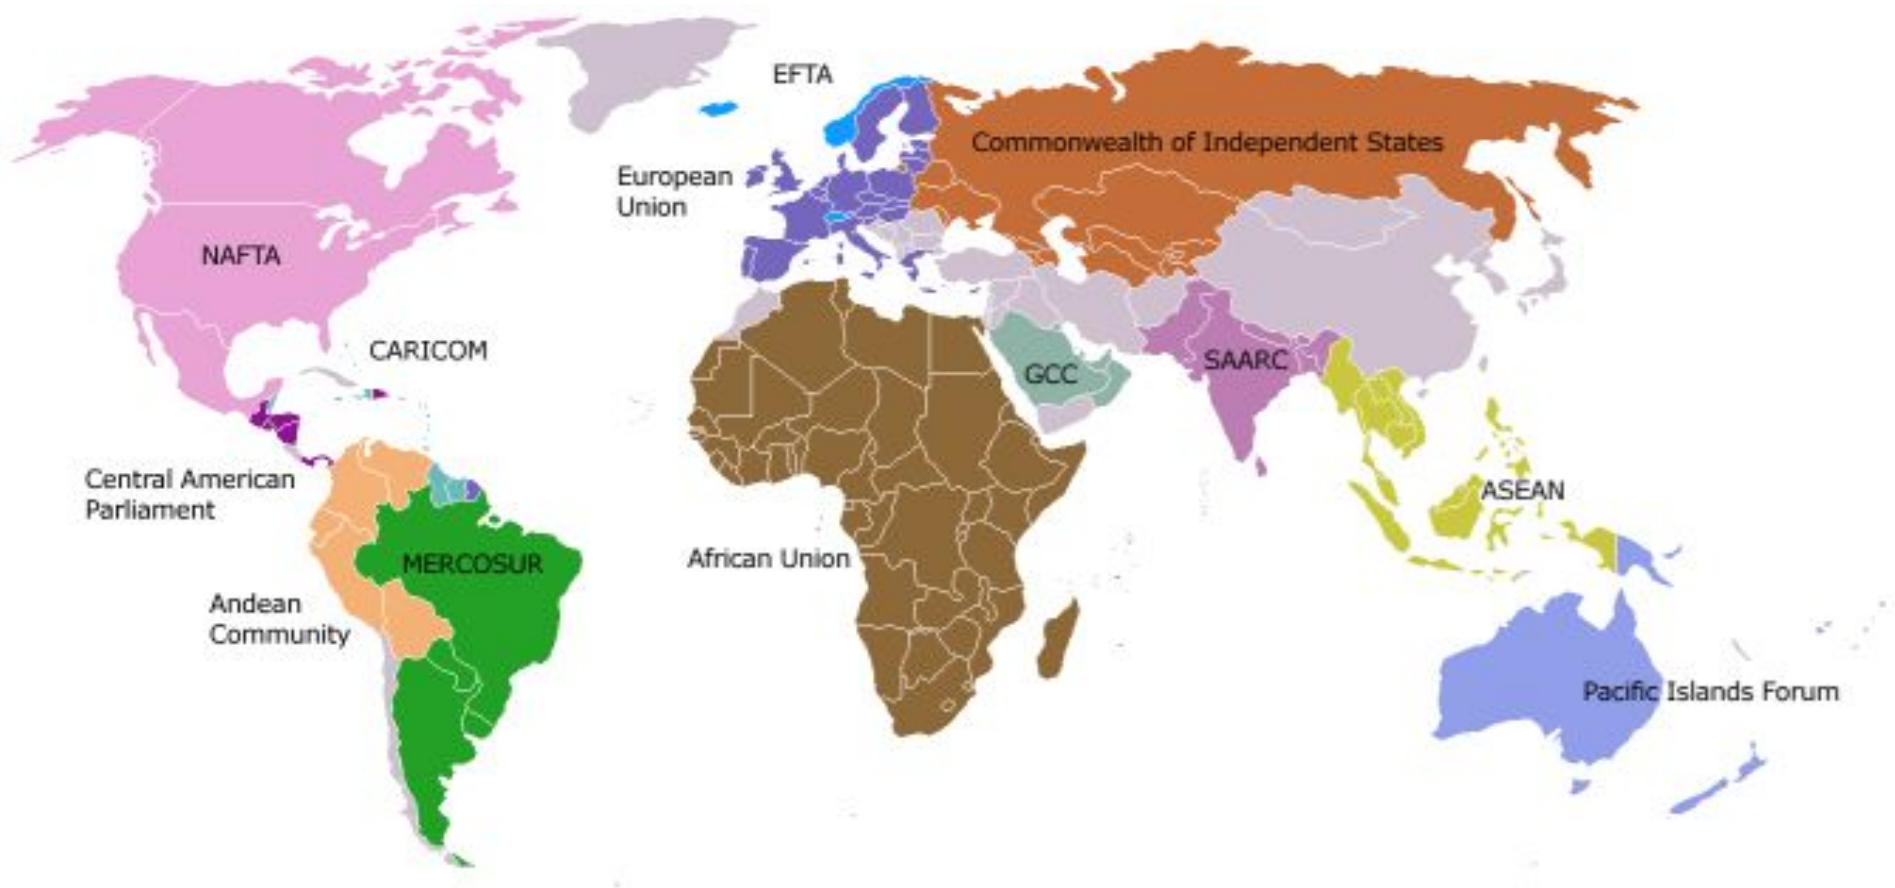 EFTA
Commonwealth of Independent States
European
Union
NAFTA
CARICOM
SAARC
GCC
Central American
Parliament
ASEAN
African Union
MERCOSUR
Andean
Community
Pacific Islands Forum